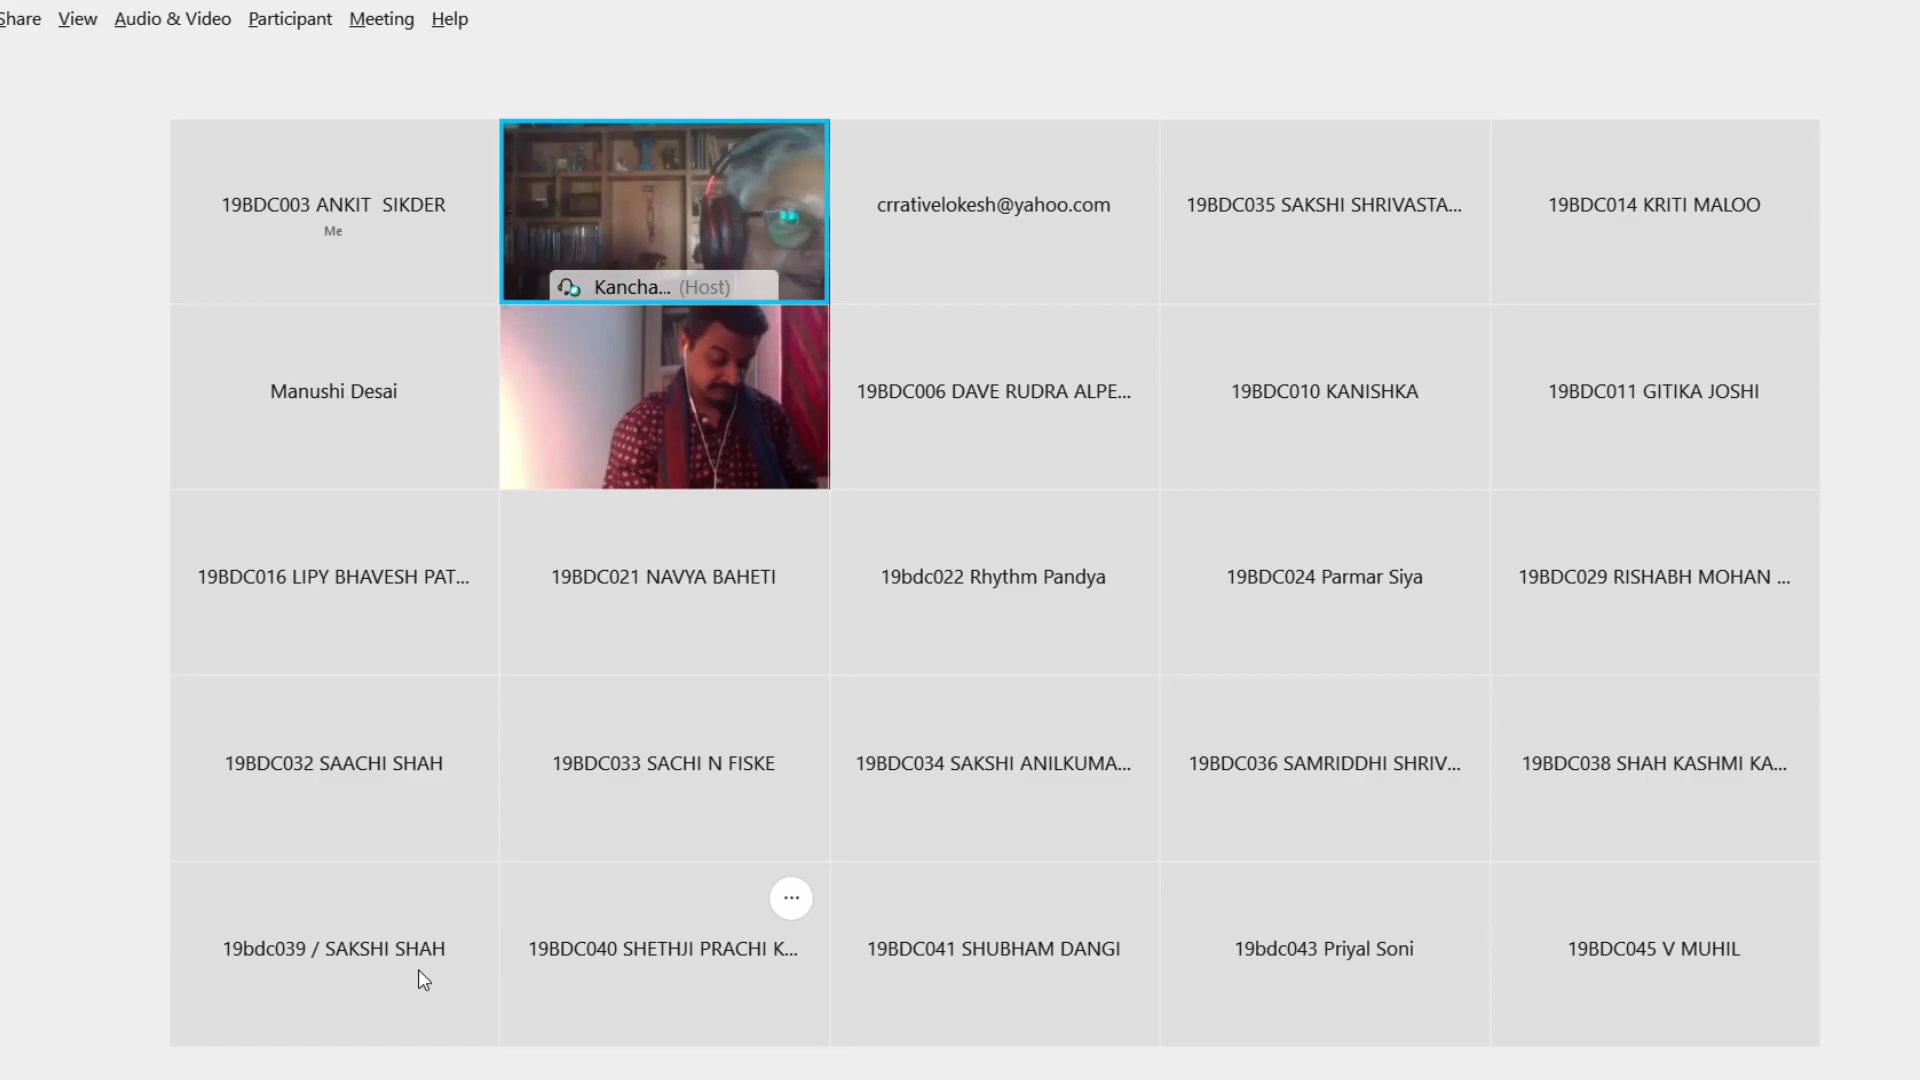 Share View Audio & Video Participant Meeting Help
19BDC003 ANKIT SIKDER
Me
Kancha... (Host)
crrativelokesh@yahoo.com
19BDC035 SAKSHI SHRIVASTA...
19BDC014 KRITI MALOO
Manushi Desai
19BDC006 DAVE RUDRA ALPE...
19BDC010 KANISHKA
19BDC011 GITIKA JOSHI
19BDC016 LIPY BHAVESH PAT...
19BDC021 NAVYA BAHETI
19bdc022 Rhythm Pandya
19BDC024 Parmar Siya
19BDC029 RISHABH MOHAN ...
19BDC032 SAACHI SHAH
19BDC033 SACHI N FISKE
19BDC034 SAKSHI ANILKUMA...
19BDC036 SAMRIDDHI SHRIV...
19BDC038 SHAH KASHMI KA...
19bdc039 / SAKSHI SHAH
19BDC040 SHETHJI PRACHI K...
19BDC041 SHUBHAM DANGI
19bdc043 Priyal Soni
19BDC045 V MUHIL